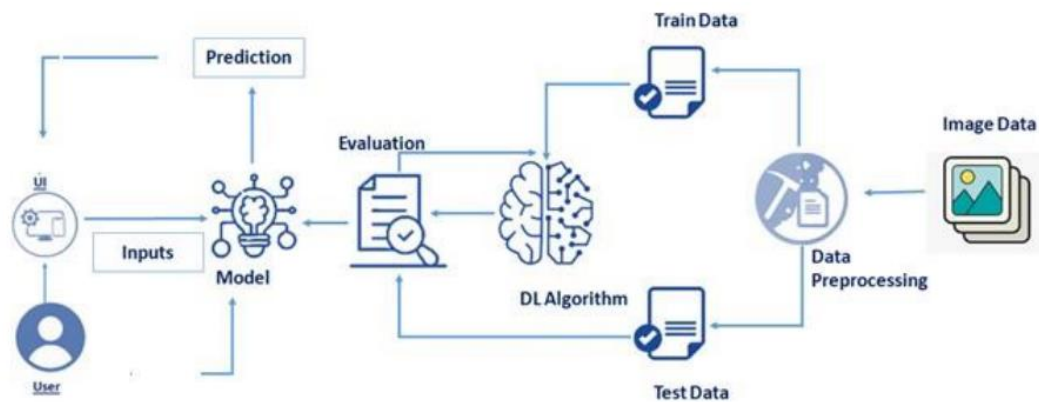 Train Data
Prediction
Image Data
Evaluation
UI
Inputs
Model
DL Algorithm
Data
Preprocessing
User
Test Data